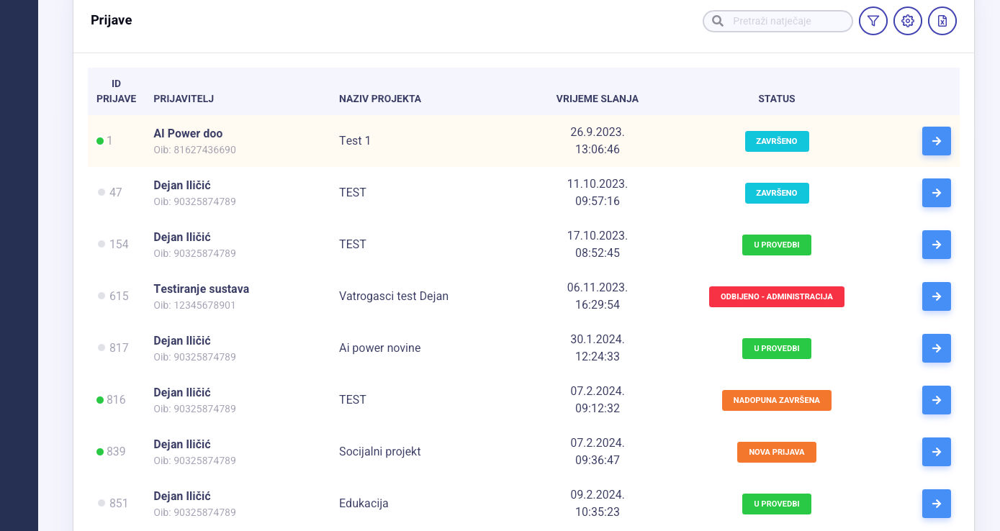 Prijave
Pretraži natječaje
ID
PRIJAVE PRIJAVITELJ NAZIV PROJEKTA VRIJEME SLANJA STATUS
1 AI Power doo Oib: 81627436690 Test 1 26.9.2023. 13:06:46 ZAVRŠENO
47 Dejan Iličić Oib: 90325874789 TEST 11.10.2023. 09:57:16 ZAVRŠENO
154 Dejan Iličić Oib: 90325874789 TEST 17.10.2023. 08:52:45 U PROVEDBI
615 Testiranje sustava Oib: 12345678901 Vatrogasci test Dejan 06.11.2023. 16:29:54 ODBIJENO - ADMINISTRACIJA
817 Dejan Iličić Oib: 90325874789 Ai power novine 30.1.2024. 12:24:33 U PROVEDBI
816 Dejan Iličić Oib: 90325874789 TEST 07.2.2024. 09:12:32 NADOPUNA ZAVRŠENA
839 Dejan Iličić Oib: 90325874789 Socijalni projekt 07.2.2024. 09:36:47 NOVA PRIJAVA
851 Dejan Iličić Oib: 90325874789 Edukacija 09.2.2024. 10:35:23 U PROVEDBI